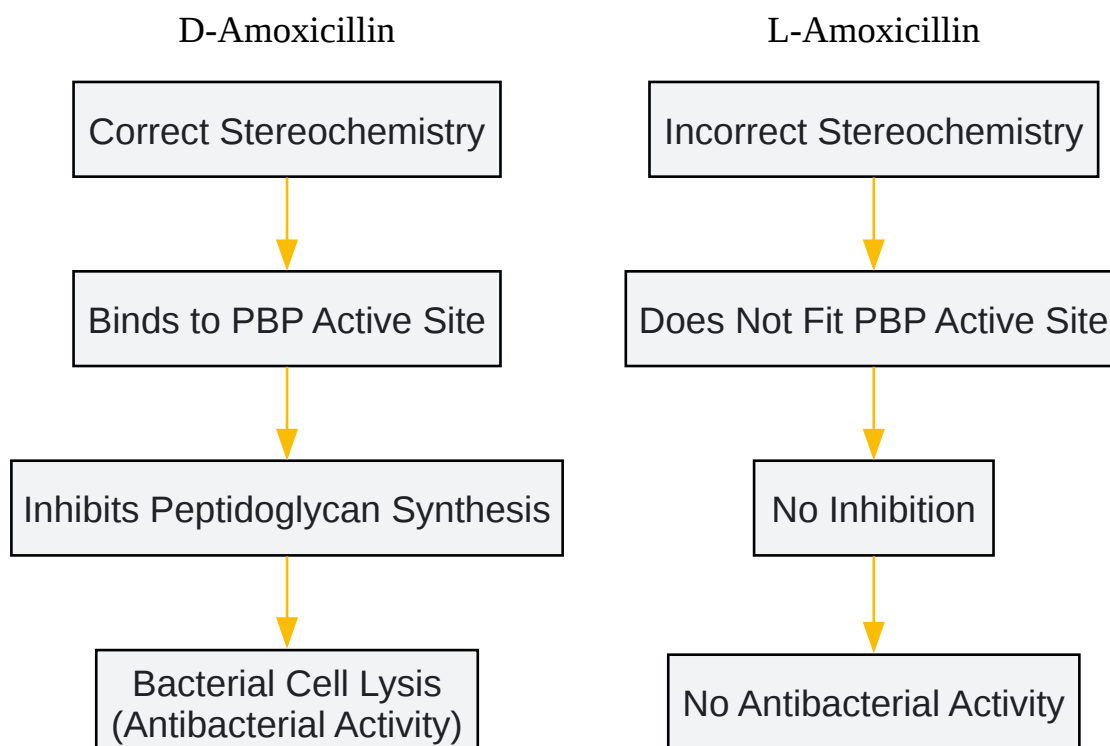 D-Amoxicillin
Correct Stereochemistry
Binds to PBP Active Site
Inhibits Peptidoglycan Synthesis
Bacterial Cell Lysis
(Antibacterial Activity)
L-Amoxicillin
Incorrect Stereochemistry
Does Not Fit PBP Active Site
No Inhibition
No Antibacterial Activity